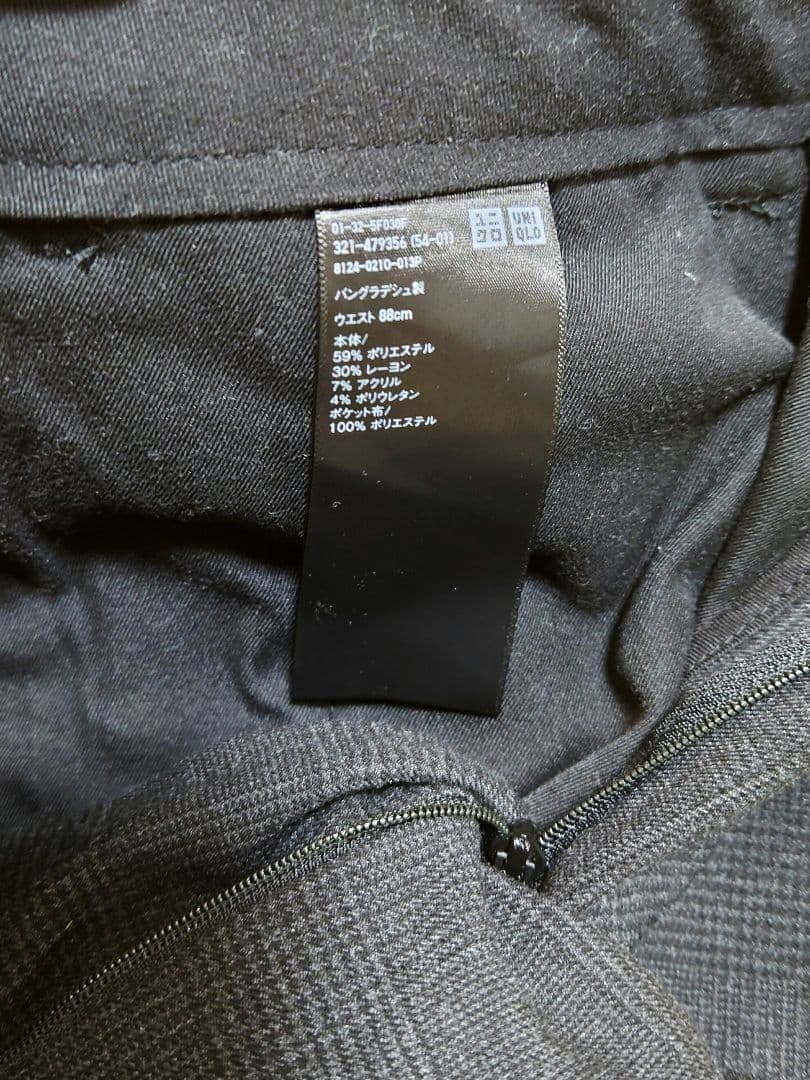 01-32-SF03BF
321-479356 (54-01)
8124-0210-013P
ユニクロ
UNIQLO
バングラデシュ製
ウエスト 88cm
本体/
59% ポリエステル
30% レーヨン
7% アクリル
4% ポリウレタン
ポケット布/
100% ポリエステル